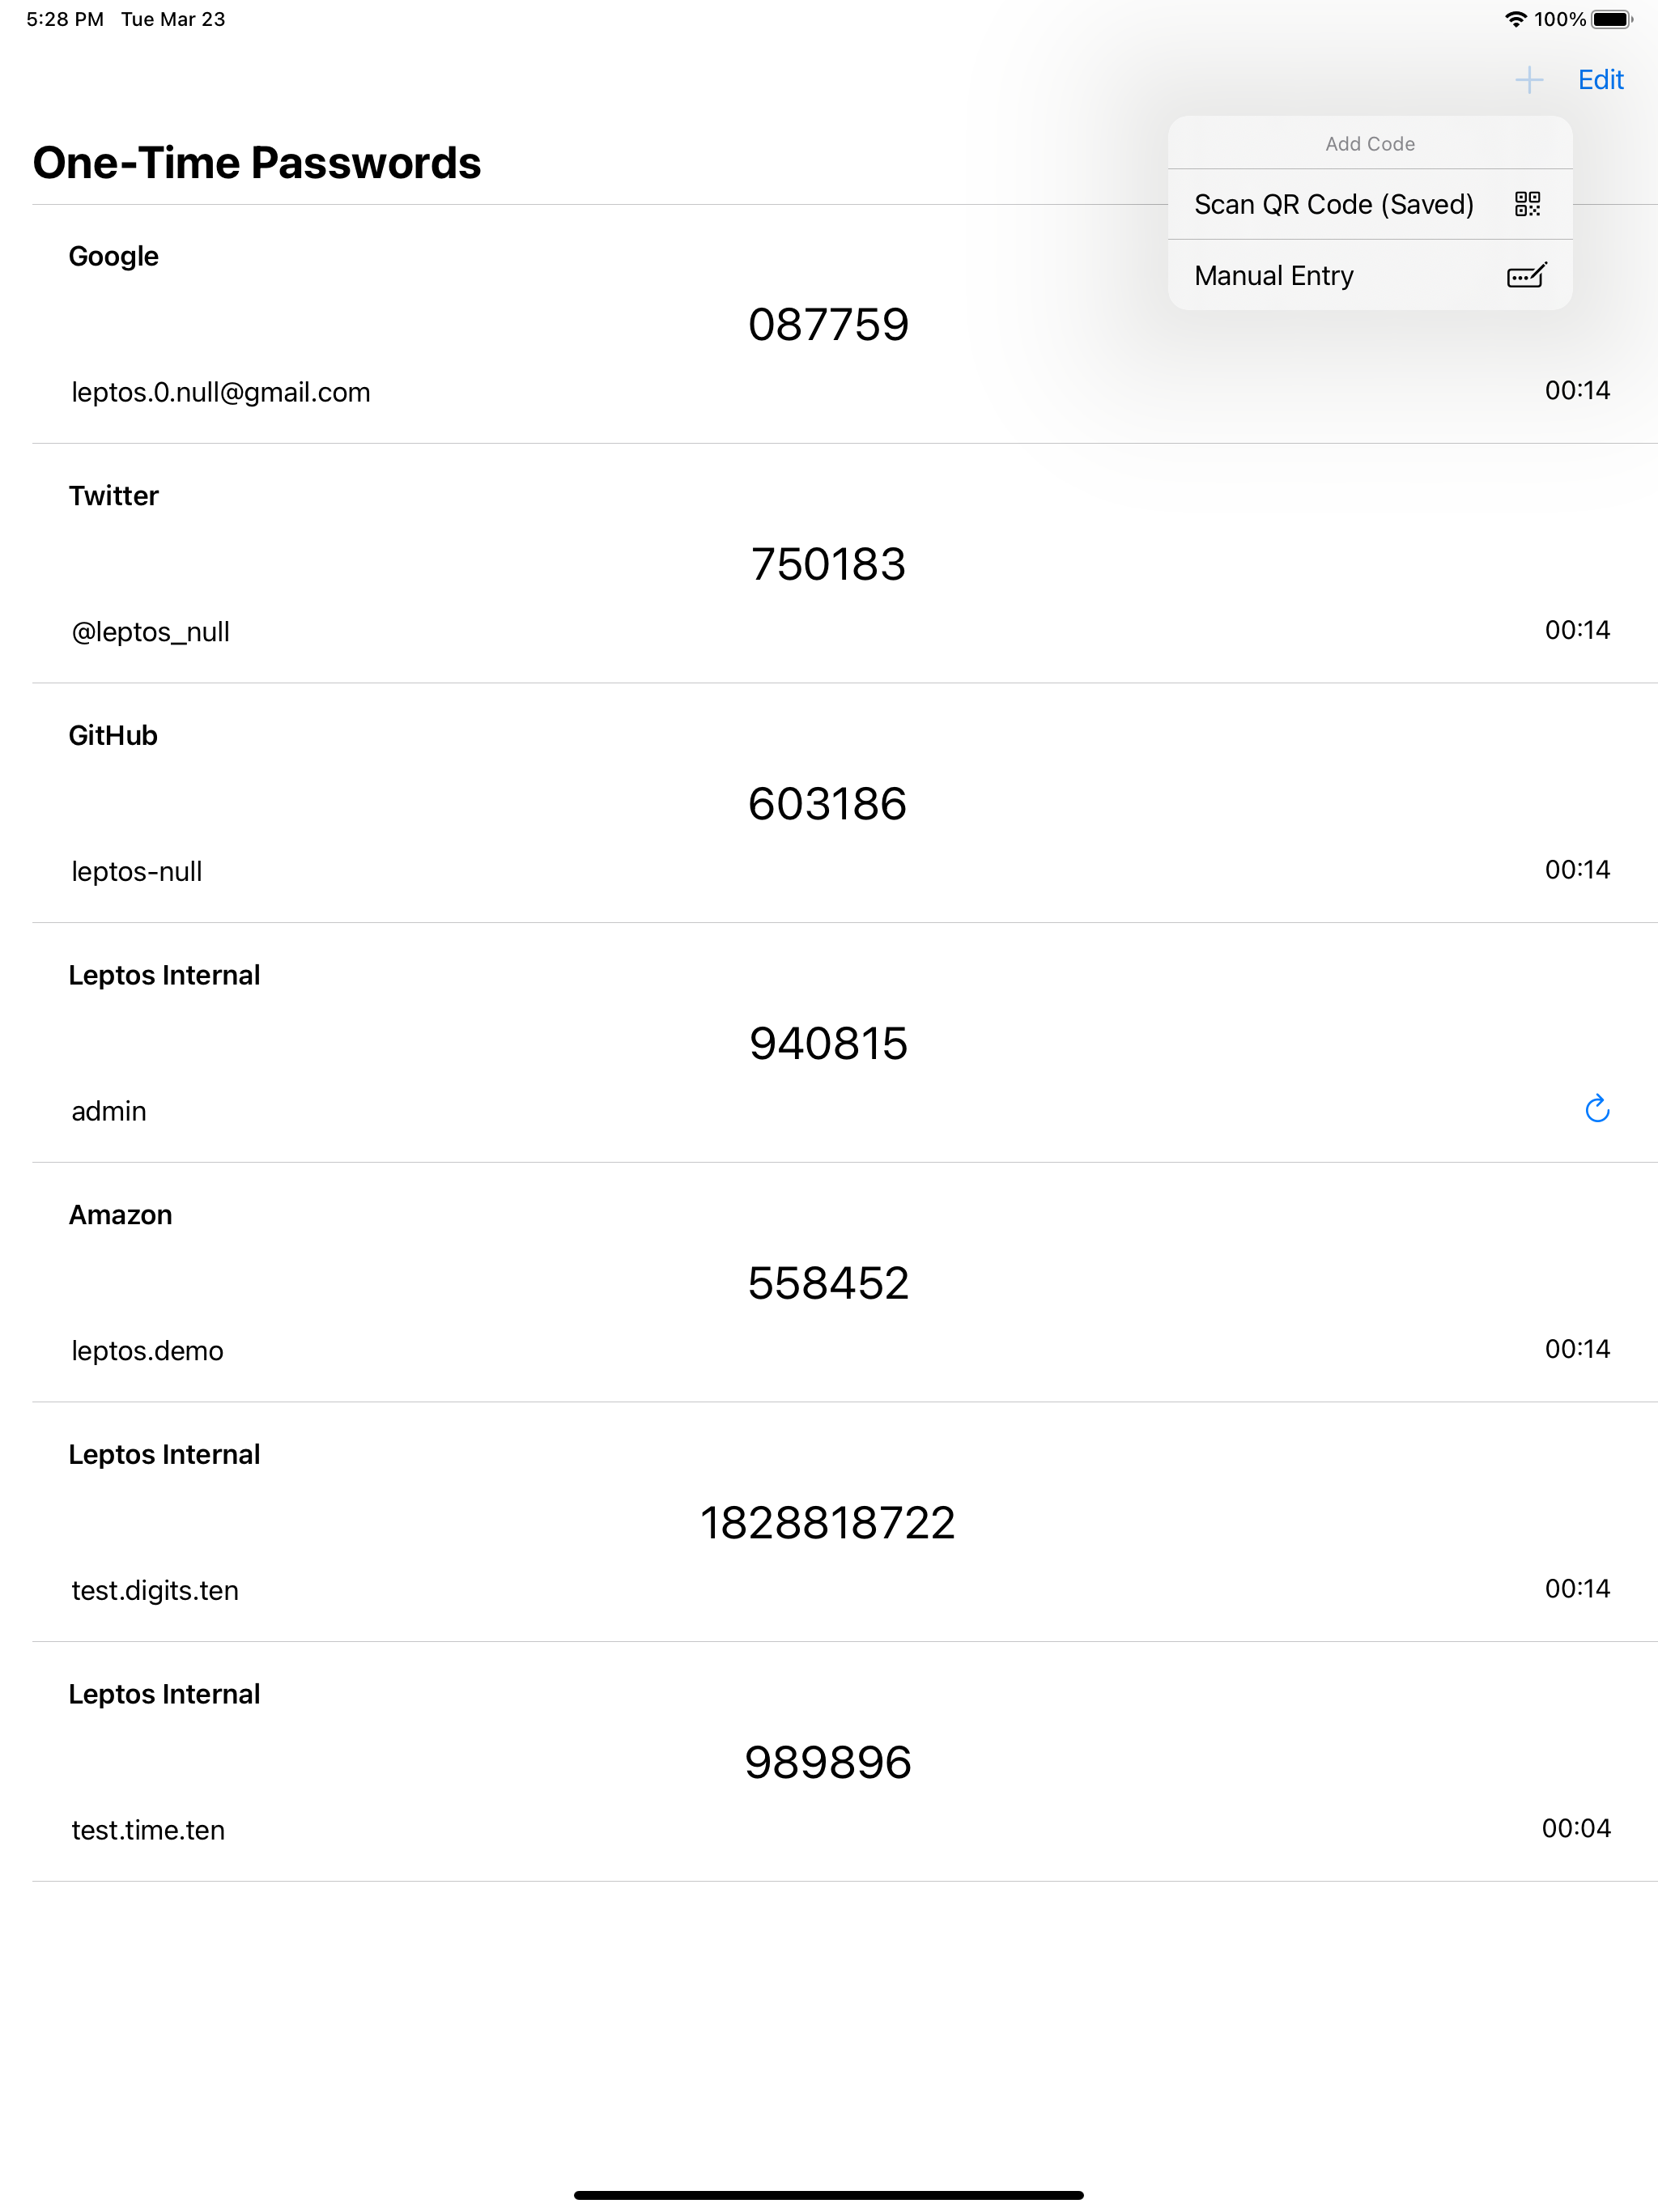 5:28 PM Tue Mar 23
100%
Edit
One-Time Passwords
Add Code
Scan QR Code (Saved)
Manual Entry
Google
087759
leptos.0.null@gmail.com 00:14
Twitter
750183
@leptos_null 00:14
GitHub
603186
leptos-null 00:14
Leptos Internal
940815
admin
Amazon
558452
leptos.demo 00:14
Leptos Internal
1828818722
test.digits.ten 00:14
Leptos Internal
989896
test.time.ten 00:04